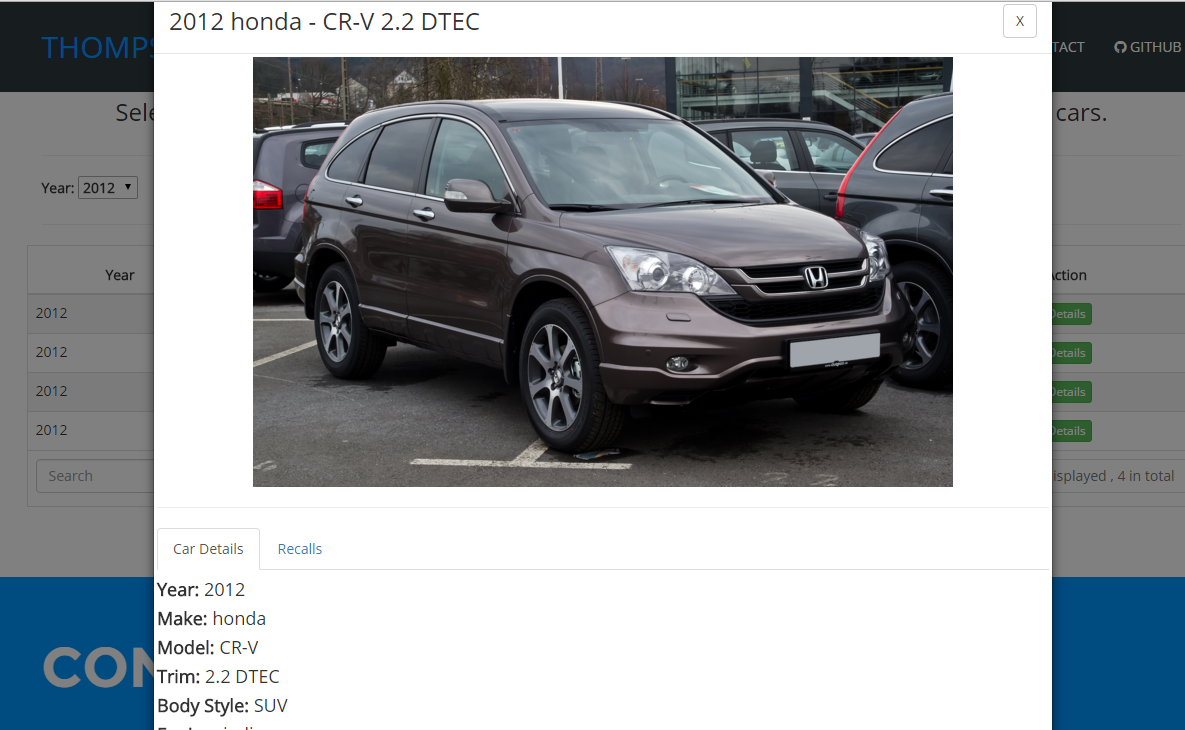 2012 honda - CR-V 2.2 DTEC
X
THOMPS
TACT
GITHUB
Sele
cars.
Year: 2012
Year
Action
2012
Details
2012
Details
2012
Details
2012
Details
Search
isplayed , 4 in total
Car Details
Recalls
Year: 2012
Make: honda
Model: CR-V
Trim: 2.2 DTEC
Body Style: SUV
CON